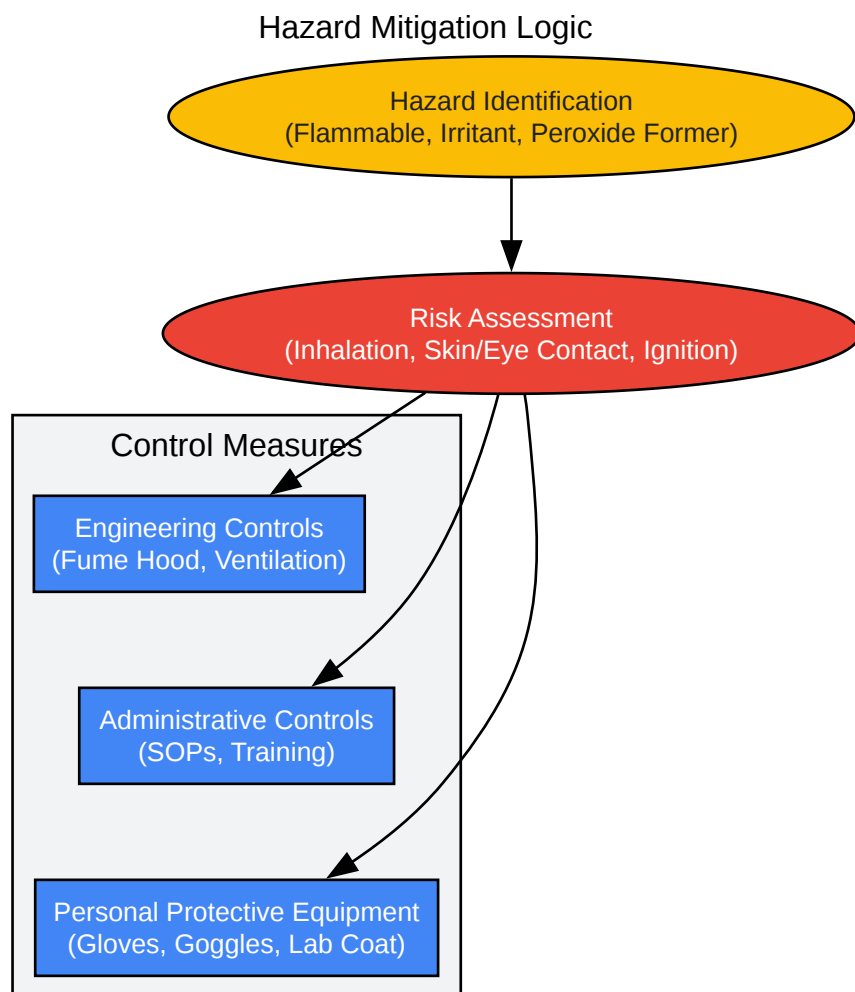 Hazard Mitigation Logic
Hazard Identification
(Flammable, Irritant, Peroxide Former)
Risk Assessment
(Inhalation, Skin/Eye Contact, Ignition)
Control Measures
Engineering Controls
(Fume Hood, Ventilation)
Administrative Controls
(SOPs, Training)
Personal Protective Equipment
(Gloves, Goggles, Lab Coat)